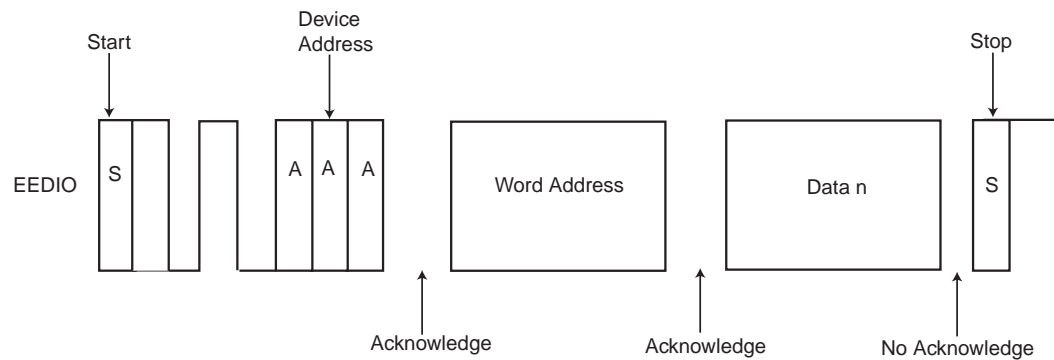 Device
Address
Start
Stop
EEDIO
S
A
A
A
Word Address
Data n
S
Acknowledge
Acknowledge
No Acknowledge